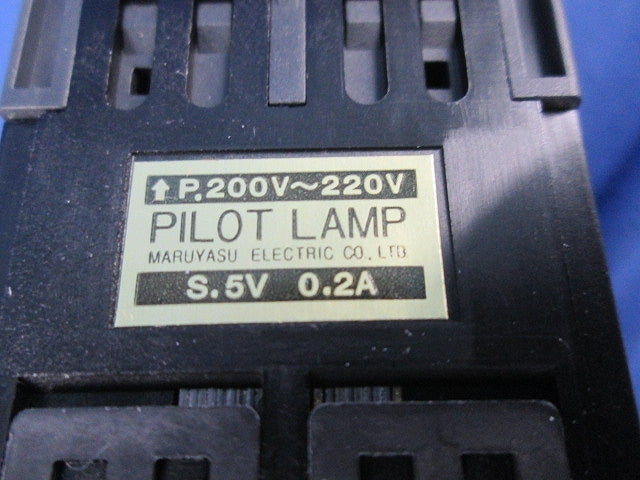 ↑P.200V~220V
PILOT LAMP
MARUYASU ELECTRIC CO., LTD
S.5V 0.2A